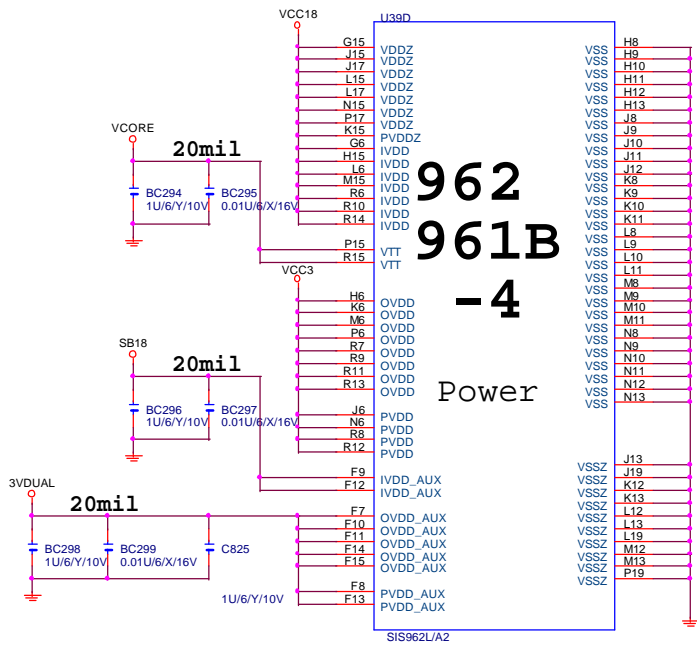 U39D
VCC18
G15 VDDZ VSS H8
J15 VDDZ VSS H9
J17 VDDZ VSS H10
L15 VDDZ VSS H11
L17 VDDZ VSS H12
N15 VDDZ VSS H13
P17 VDDZ VSS J8
K15 PVDDZ VSS J9
G6 IVDD VSS J10
H15 IVDD VSS J11
L6 IVDD VSS J12
M15 IVDD VSS K8
R6 IVDD VSS K9
R10 IVDD VSS K10
R14 IVDD VSS K11
VSS L8
P15 VTT VSS L9
R15 VTT VSS L10
VSS L11
VSS M8
H6 OVDD VSS M9
K6 OVDD VSS M10
M6 OVDD VSS M11
P6 OVDD VSS N8
R7 OVDD VSS N9
R9 OVDD VSS N10
R11 OVDD VSS N11
R13 OVDD VSS N12
VSS N13
J6 PVDD
N6 PVDD
R8 PVDD
R12 PVDD
VSSZ J13
F9 IVDD_AUX VSSZ J19
F12 IVDD_AUX VSSZ K12
VSSZ K13
F7 OVDD_AUX VSSZ L12
F10 OVDD_AUX VSSZ L13
F11 OVDD_AUX VSSZ L19
F14 OVDD_AUX VSSZ M12
F15 OVDD_AUX VSSZ M13
VSSZ P19
F8 PVDD_AUX
F13 PVDD_AUX
SIS962L/A2
962
961B
-4
Power
VCORE
20mil
BC294
1U/6/Y/10V
BC295
0.01U/6/X/16V
VCC3
SB18
20mil
BC296
1U/6/Y/10V
BC297
0.01U/6/X/16V
3VDUAL
20mil
BC298
1U/6/Y/10V
BC299
0.01U/6/X/16V
C825
1U/6/Y/10V